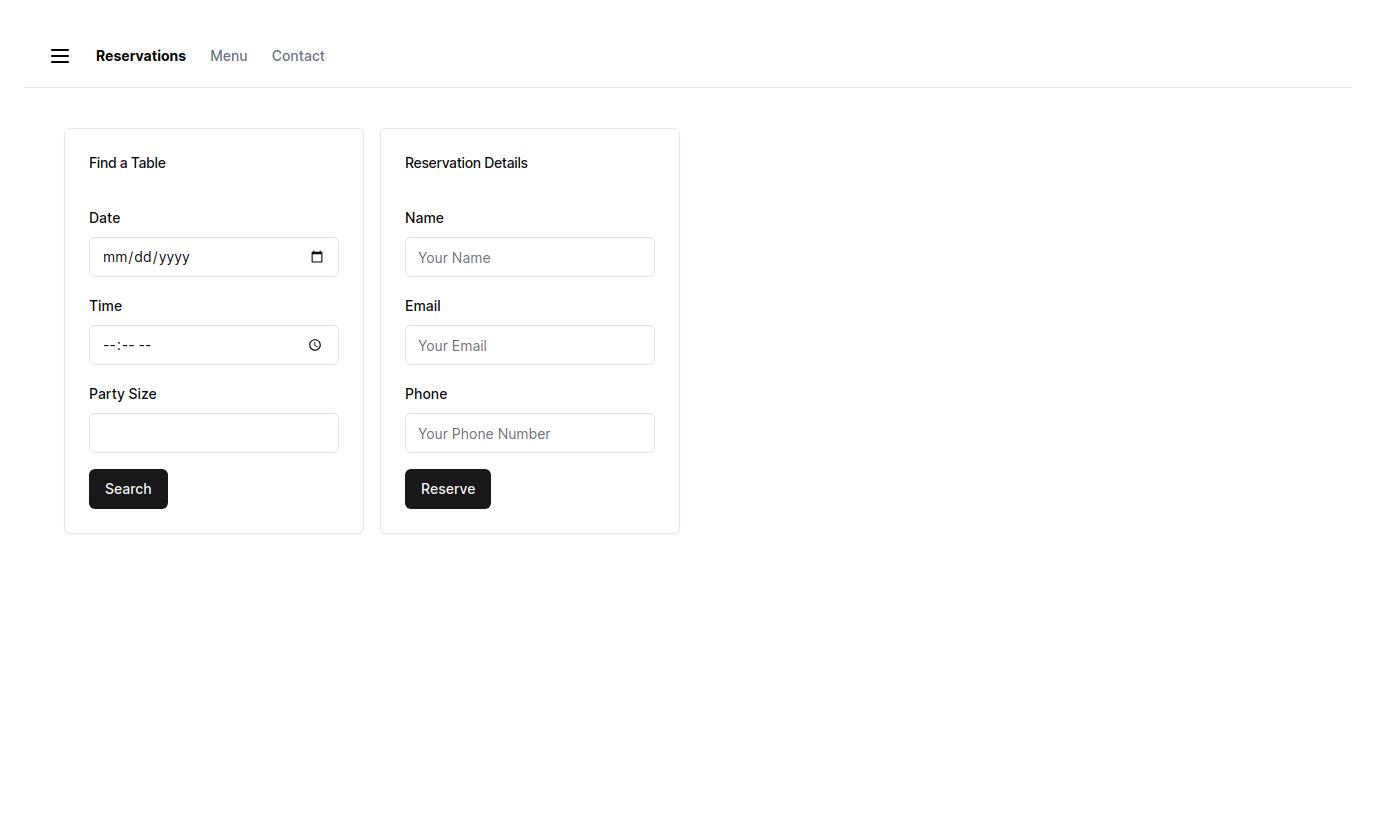 Reservations Menu Contact
Find a Table
Date
mm/dd/yyyy
Time
--:-- --
Party Size
Search
Reservation Details
Name
Your Name
Email
Your Email
Phone
Your Phone Number
Reserve